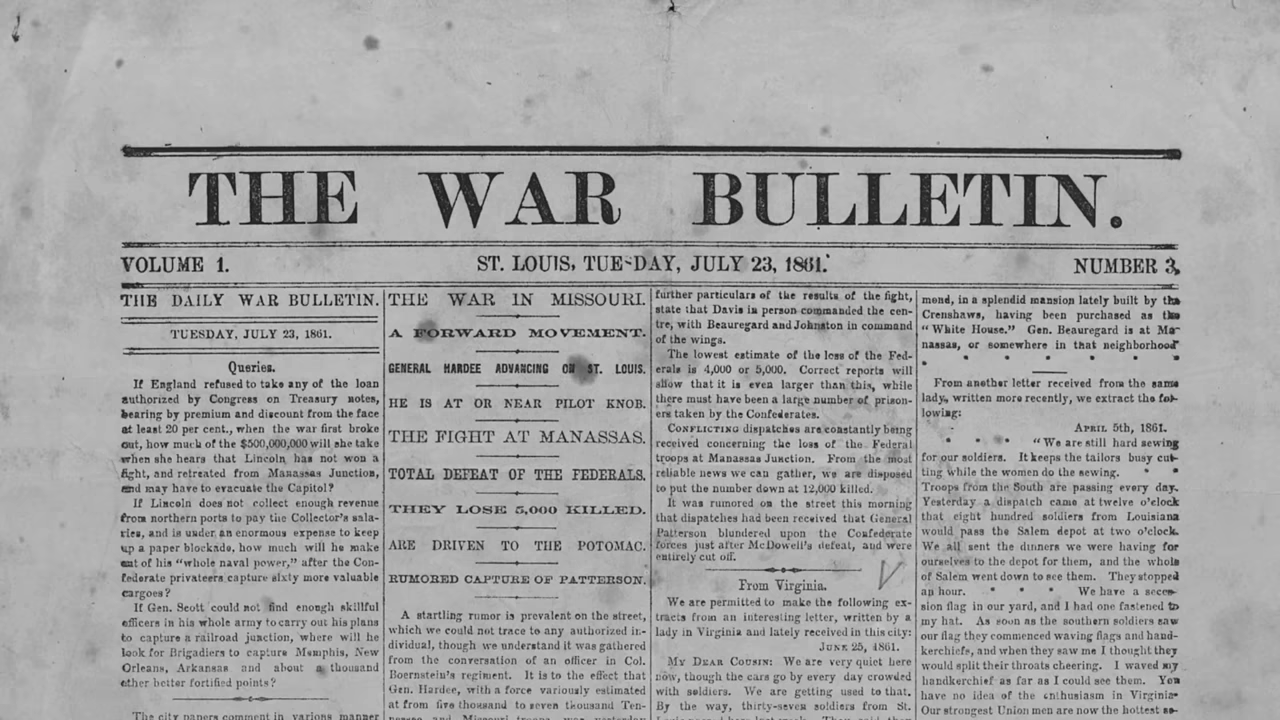 THE WAR BULLETIN.
VOLUME 1.
ST. LOUIS, TUESDAY, JULY 23, 1861.
NUMBER 3,
THE DAILY WAR BULLETIN.
TUESDAY, JULY 23, 1861.
Queries.
If England refused to take any of the loan
authorized by Congress on Treasury notes,
bearing by premium and discount from the face
at least 20 per cent., when the war first broke
out, how much of the $500,000,000 will she take
when she hears that Lincoln has not won a
fight, and retreated from Manassas Junction,
and may have to evacuate the Capitol?
If Lincoln does not collect enough revenue
from northern ports to pay the Collector's sala-
ries, and is under an enormous expense to keep
up a paper blockade, how much will he make
out of his "whole naval power," after the Con-
federate privateers capture sixty more valuable
cargoes?
If Gen. Scott could not find enough skillful
officers in his whole army to carry out his plans
to capture a railroad junction, where will he
look for Brigadiers to capture Memphis, New
Orleans, Arkansas and about a thousand
other better fortified points?
The city papers comment in various manner
THE WAR IN MISSOURI.
A FORWARD MOVEMENT.
GENERAL HARDEE ADVANCING ON ST. LOUIS.
HE IS AT OR NEAR PILOT KNOB.
THE FIGHT AT MANASSAS.
TOTAL DEFEAT OF THE FEDERALS.
THEY LOSE 5,000 KILLED.
ARE DRIVEN TO THE POTOMAC.
RUMORED CAPTURE OF PATTERSON.
A startling rumor is prevalent on the street,
which we could not trace to any authorized in-
dividual, though we understand it was gathered
from the conversation of an officer in Col.
Boernstein's regiment. It is to the effect that
Gen. Hardee, with a force variously estimated
at from five thousand to seven thousand Ten-
nessee and Missouri troops, was yesterday
further particulars of the results of the fight,
state that Davis in person commanded the cen-
tre, with Beauregard and Johnston in command
of the wings.
The lowest estimate of the loss of the Fed-
erals is 4,000 or 5,000. Correct reports will
show that it is even larger than this, while
there must have been a large number of prison-
ers taken by the Confederates.
CONFLICTING dispatches are constantly being
received concerning the loss of the Federal
troops at Manassas Junction. From the most
reliable news we can gather, we are disposed
to put the number down at 12,000 killed.
It was rumored on the street this morning
that dispatches had been received that General
Patterson blundered upon the Confederate
forces just after McDowell's defeat, and were
entirely cut off.
From Virginia.
We are permitted to make the following ex-
tracts from an interesting letter, written by a
lady in Virginia and lately received in this city:
JUNE 25, 1861.
MY DEAR COUSIN: We are very quiet here
now, though the cars go by every day crowded
with soldiers. We are getting used to that.
By the way, thirty-seven soldiers from St.
mond, in a splendid mansion lately built by the
Crenshaws, having been purchased as the
"White House." Gen. Beauregard is at Ma-
nassas, or somewhere in that neighborhood
* * * * * * *
From another letter received from the same
lady, written more recently, we extract the fol-
lowing:
APRIL 5th, 1861.
* * * "We are still hard sewing
for our soldiers. It keeps the tailors busy cut-
ting while the women do the sewing. * *
Troops from the South are passing every day.
Yesterday a dispatch came at twelve o'clock
that eight hundred soldiers from Louisiana
would pass the Salem depot at two o'clock.
We all sent the dinners we were having for
ourselves to the depot for them, and the whole
of Salem went down to see them. They stopped
an hour. * * * We have a seces-
sion flag in our yard, and I had one fastened to
my hat. As soon as the southern soldiers saw
our flag they commenced waving flags and hand-
kerchiefs, and when they saw me I thought they
would split their throats cheering. I waved my
handkerchief as far as I could see them. You
have no idea of the enthusiasm in Virginia.
Our strongest Union men are now the hottest se-